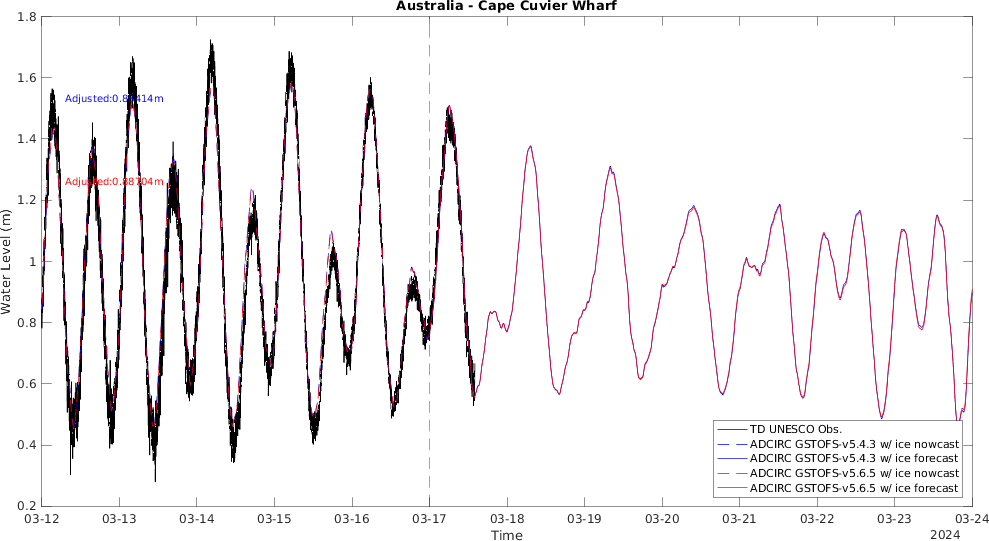 Australia - Cape Cuvier Wharf
1.8
1.6
1.4
1.2
1
0.8
0.6
0.4
0.2
Water Level (m)
Adjusted:0.88704m
TD UNESCO Obs.
ADCIRC GSTOFS-v5.4.3 w/ ice nowcast
ADCIRC GSTOFS-v5.4.3 w/ ice forecast
ADCIRC GSTOFS-v5.6.5 w/ ice nowcast
ADCIRC GSTOFS-v5.6.5 w/ ice forecast
03-12 03-13 03-14 03-15 03-16 03-17 03-18 03-19 03-20 03-21 03-22 03-23 03-24
Time
2024